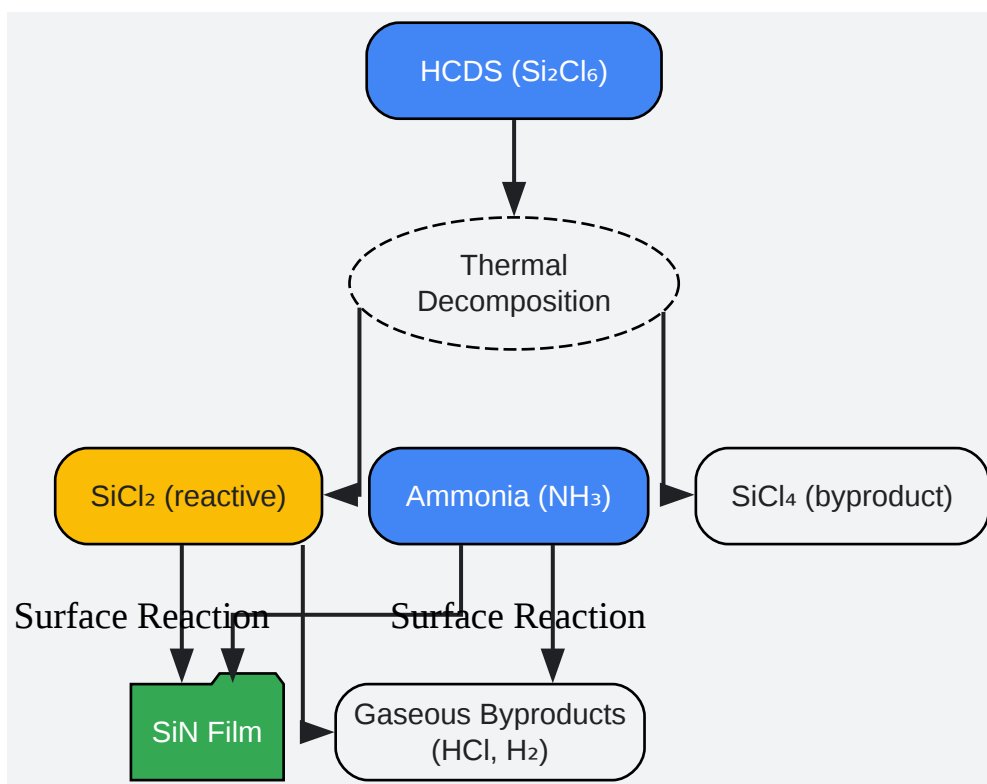 HCDS (Si₂Cl₆)
Thermal
Decomposition
SiCl₂ (reactive)
Ammonia (NH₃)
SiCl₄ (byproduct)
Surface Reaction
Surface Reaction
SiN Film
Gaseous Byproducts
(HCl, H₂)